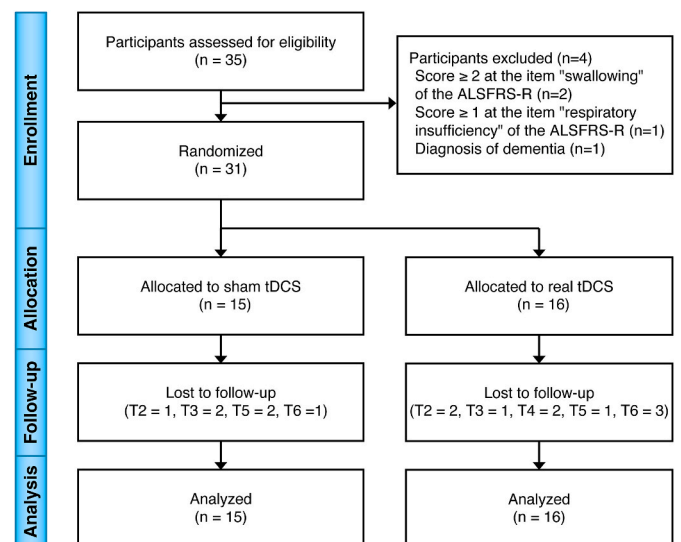 Enrollment
Participants assessed for eligibility
(n = 35)
Participants excluded (n=4)
Score ≥ 2 at the item "swallowing"
of the ALSFRS-R (n=2)
Score ≥ 1 at the item "respiratory
insufficiency" of the ALSFRS-R (n=1)
Diagnosis of dementia (n=1)
Randomized
(n = 31)
Allocation
Allocated to sham tDCS
(n = 15)
Allocated to real tDCS
(n = 16)
Follow-up
Lost to follow-up
(T2 = 1, T3 = 2, T5 = 2, T6 =1)
Lost to follow-up
(T2 = 2, T3 = 1, T4 = 2, T5 = 1, T6 = 3)
Analysis
Analyzed
(n = 15)
Analyzed
(n = 16)